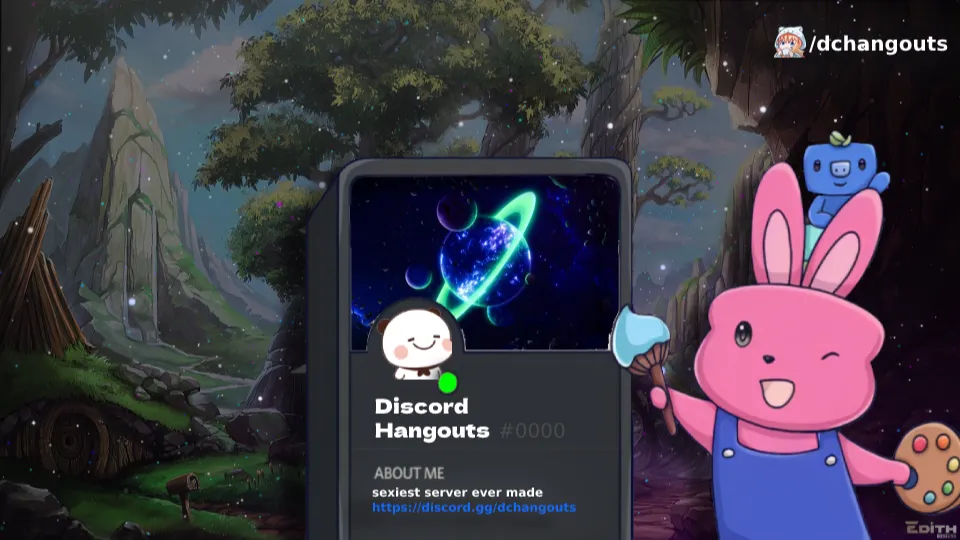 /dchangouts
Discord
Hangouts #0000
ABOUT ME
sexiest server ever made
https://discord.gg/dchangouts
EDITH